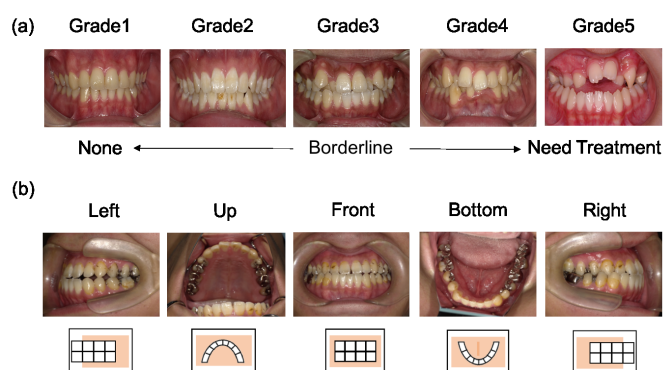 (a)
Grade1 Grade2 Grade3 Grade4 Grade5
None Borderline Need Treatment
(b)
Left Up Front Bottom Right